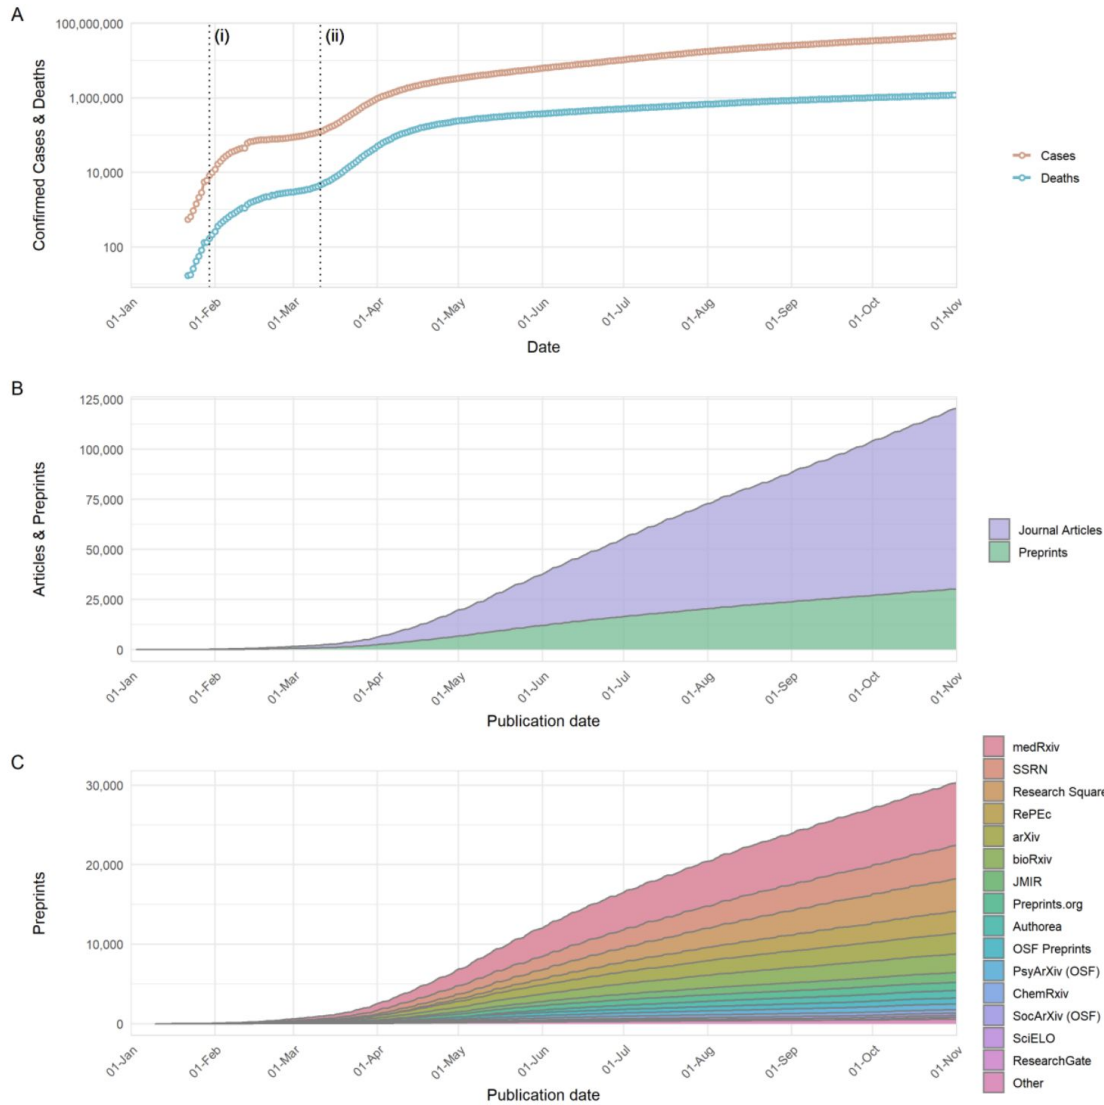 A
(i)
(ii)
Confirmed Cases & Deaths
100,000,000
1,000,000
10,000
100
01-Jan
01-Feb
01-Mar
01-Apr
01-May
01-Jun
01-Jul
01-Aug
01-Sep
01-Oct
01-Nov
Date
Cases
Deaths
B
Articles & Preprints
125,000
100,000
75,000
50,000
25,000
0
01-Jan
01-Feb
01-Mar
01-Apr
01-May
01-Jun
01-Jul
01-Aug
01-Sep
01-Oct
01-Nov
Publication date
Journal Articles
Preprints
C
Preprints
30,000
20,000
10,000
0
01-Jan
01-Feb
01-Mar
01-Apr
01-May
01-Jun
01-Jul
01-Aug
01-Sep
01-Oct
01-Nov
Publication date
medRxiv
SSRN
Research Square
RePEc
arXiv
bioRxiv
JMIR
Preprints.org
Authorea
OSF Preprints
PsyArXiv (OSF)
ChemRxiv
SocArXiv (OSF)
SciELO
ResearchGate
Other